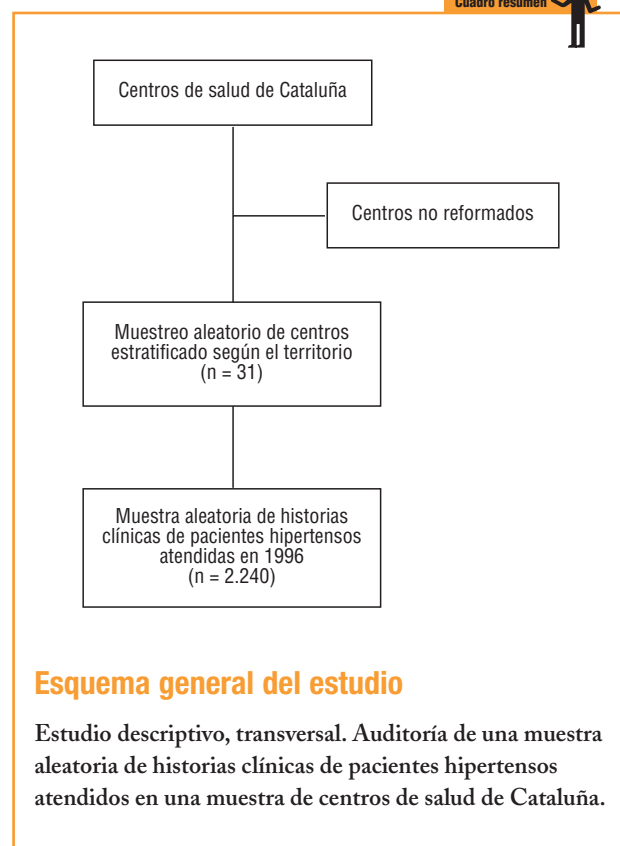 Cuadro resumen
Centros de salud de Cataluña
Centros no reformados
Muestreo aleatorio de centros
estratificado según el territorio
(n = 31)
Muestra aleatoria de historias
clínicas de pacientes hipertensos
atendidas en 1996
(n = 2.240)
Esquema general del estudio
Estudio descriptivo, transversal. Auditoría de una muestra
aleatoria de historias clínicas de pacientes hipertensos
atendidos en una muestra de centros de salud de Cataluña.